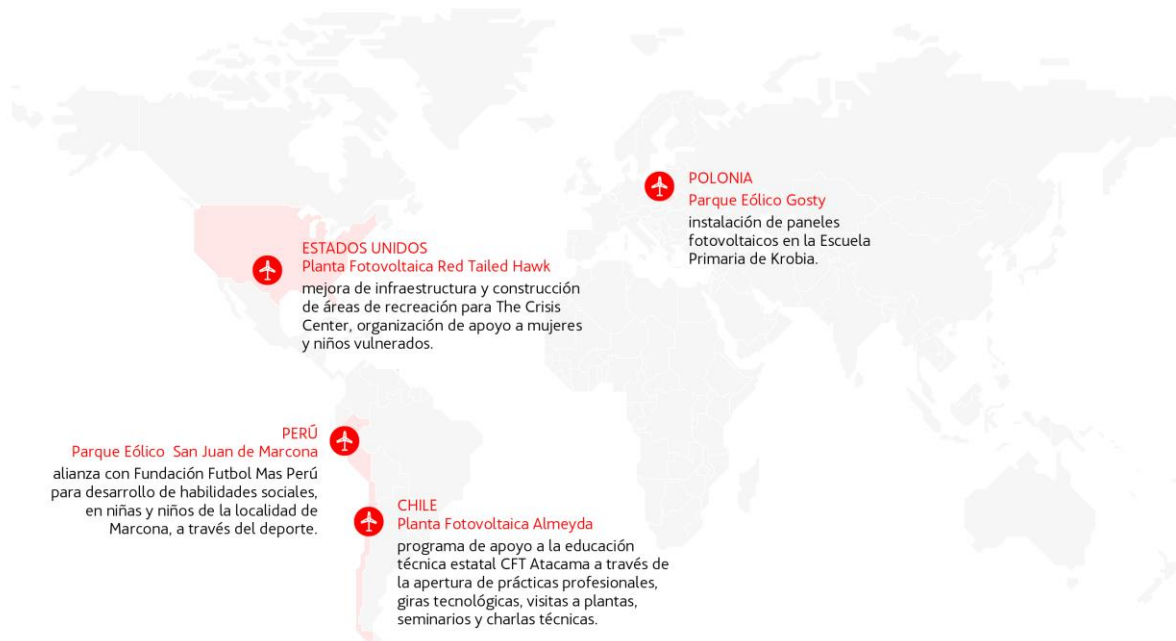 POLONIA
Parque Eólico Gosty
instalación de paneles
fotovoltaicos en la Escuela
Primaria de Krobia.
ESTADOS UNIDOS
Planta Fotovoltaica Red Tailed Hawk
mejora de infraestructura y construcción
de áreas de recreación para The Crisis
Center, organización de apoyo a mujeres
y niños vulnerados.
PERÚ
Parque Eólico San Juan de Marcona
alianza con Fundación Futbol Mas Perú
para desarrollo de habilidades sociales,
en niñas y niños de la localidad de
Marcona, a través del deporte.
CHILE
Planta Fotovoltaica Almeyda
programa de apoyo a la educación
técnica estatal CFT Atacama a través de
la apertura de prácticas profesionales,
giras tecnológicas, visitas a plantas,
seminarios y charlas técnicas.